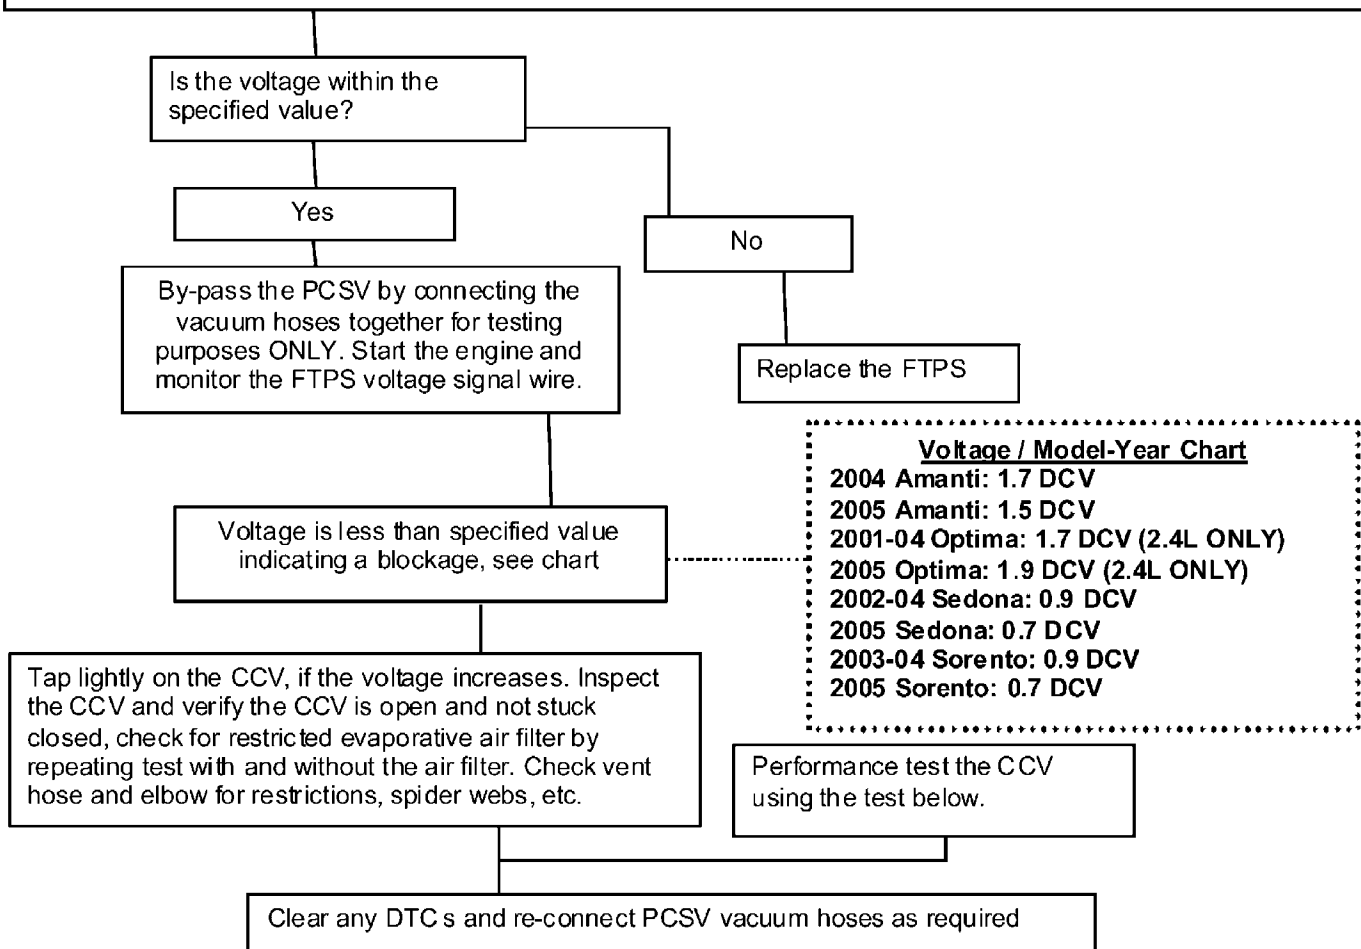 Is the voltage within the
specified value?
Yes
No
By-pass the PCSV by connecting the
vacuum hoses together for testing
purposes ONLY. Start the engine and
monitor the FTPS voltage signal wire.
Replace the FTPS
Voltage / Model-Year Chart
2004 Amanti: 1.7 DCV
2005 Amanti: 1.5 DCV
2001-04 Optima: 1.7 DCV (2.4L ONLY)
2005 Optima: 1.9 DCV (2.4L ONLY)
2002-04 Sedona: 0.9 DCV
2005 Sedona: 0.7 DCV
2003-04 Sorento: 0.9 DCV
2005 Sorento: 0.7 DCV
Voltage is less than specified value
indicating a blockage, see chart
Tap lightly on the CCV, if the voltage increases. Inspect
the CCV and verify the CCV is open and not stuck
closed, check for restricted evaporative air filter by
repeating test with and without the air filter. Check vent
hose and elbow for restrictions, spider webs, etc.
Performance test the CCV
using the test below.
Clear any DTCs and re-connect PCSV vacuum hoses as required